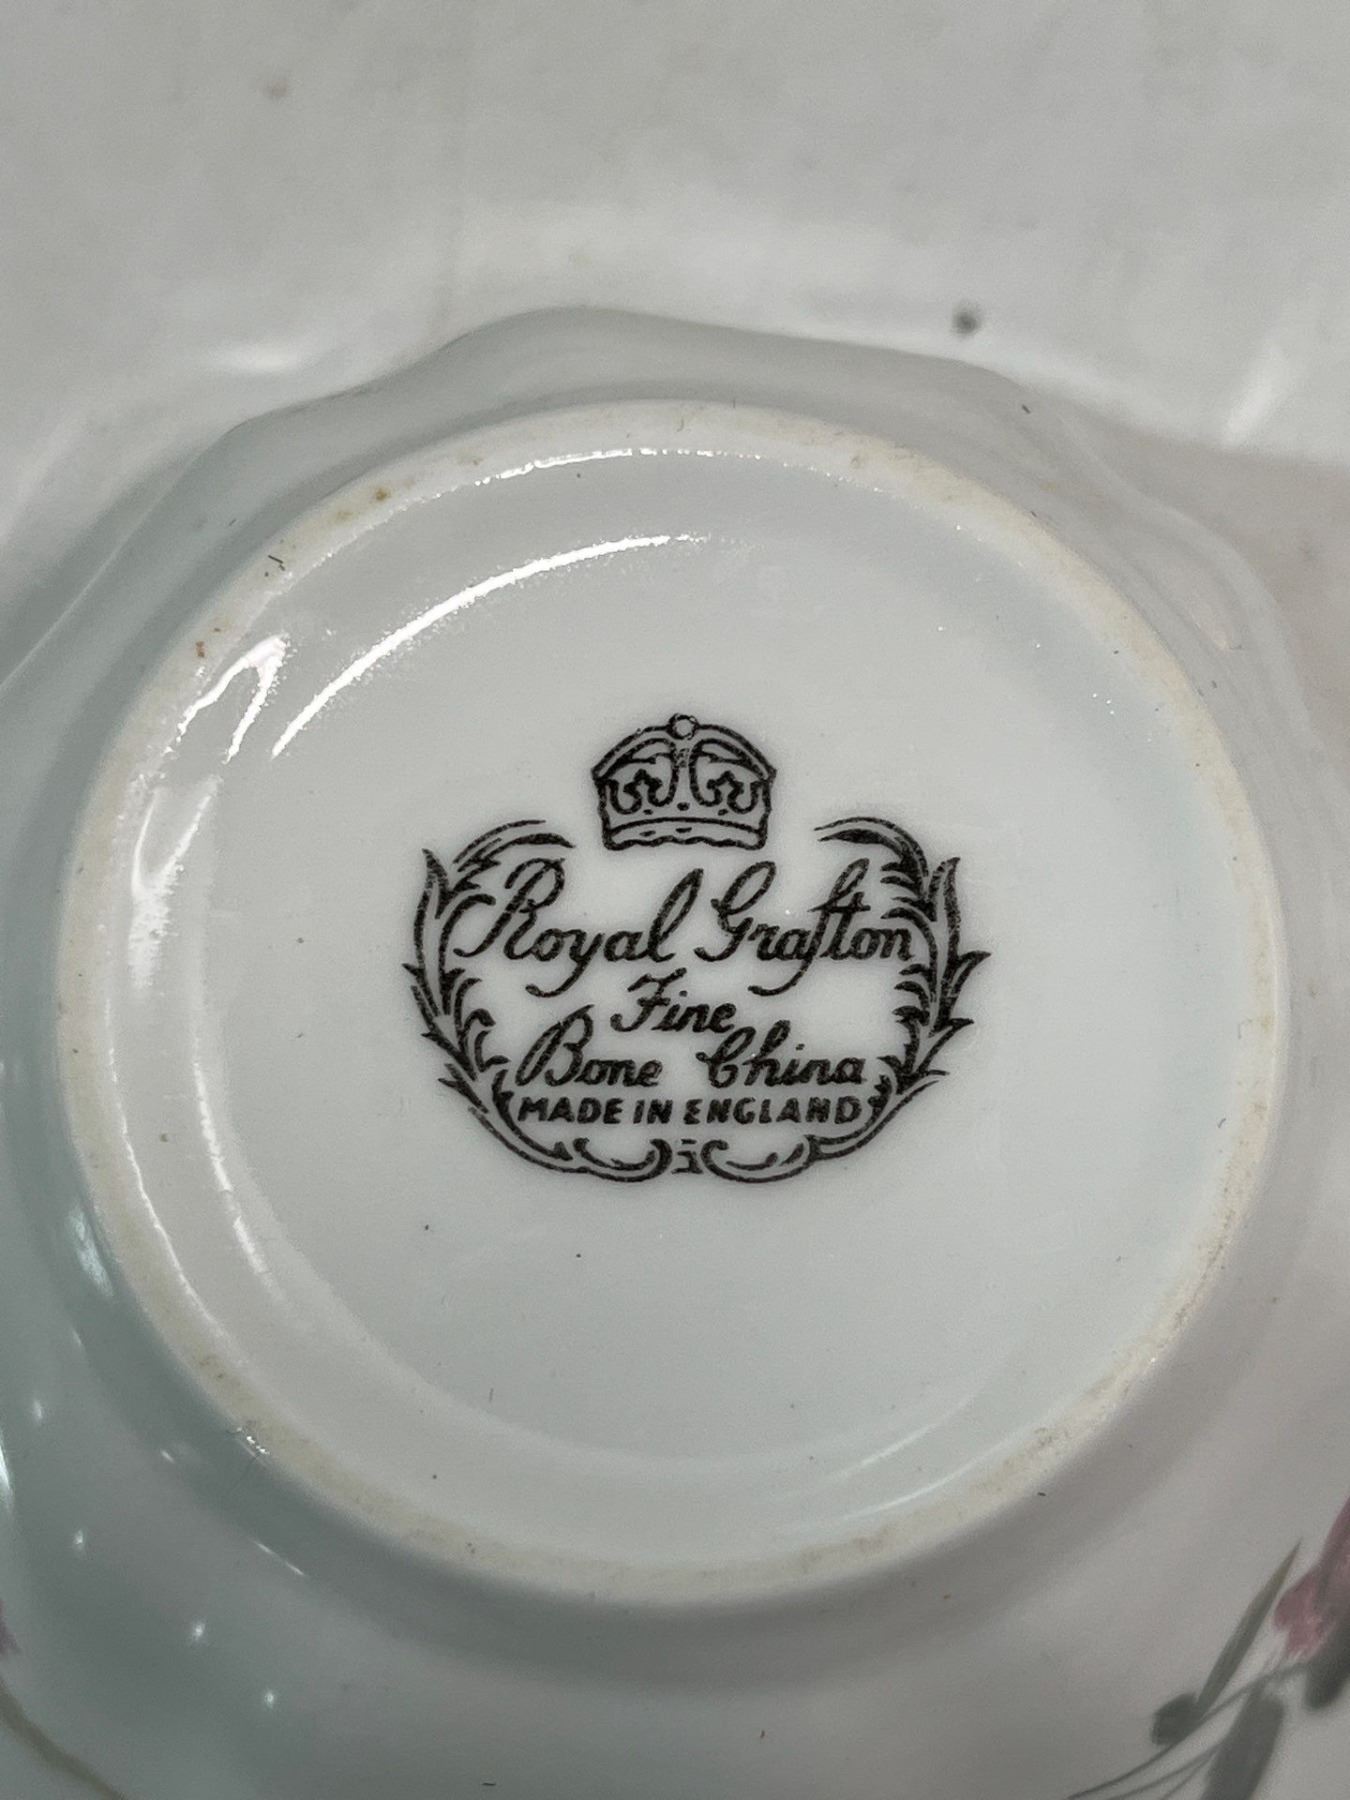 Royal Grafton
Fine
Bone China
MADE IN ENGLAND